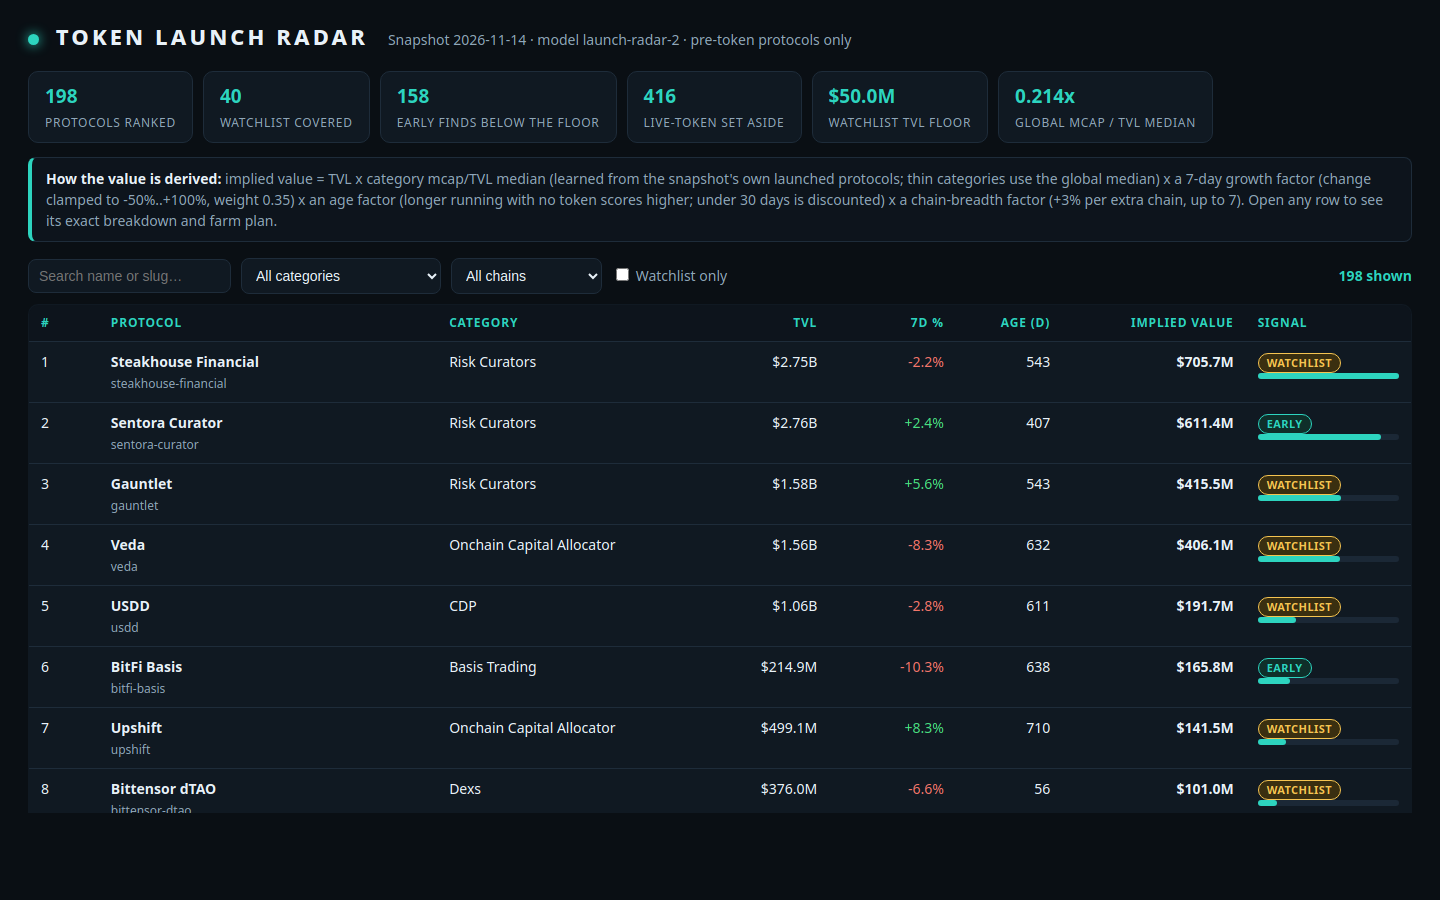 TOKEN LAUNCH RADAR Snapshot 2026-11-14 · model launch-radar-2 · pre-token protocols only
198 40 158 416 $50.0M 0.214x
PROTOCOLS RANKED WATCHLIST COVERED EARLY FINDS BELOW THE FLOOR LIVE-TOKEN SET ASIDE WATCHLIST TVL FLOOR GLOBAL MCAP / TVL MEDIAN
How the value is derived: implied value = TVL x category mcap/TVL median (learned from the snapshot's own launched protocols; thin categories use the global median) x a 7-day growth factor (change
clamped to -50%..+100%, weight 0.35) x an age factor (longer running with no token scores higher; under 30 days is discounted) x a chain-breadth factor (+3% per extra chain, up to 7). Open any row to see
its exact breakdown and farm plan.
Search name or slug… All categories All chains Watchlist only 198 shown
# PROTOCOL CATEGORY TVL 7D % AGE (D) IMPLIED VALUE SIGNAL
1 Steakhouse Financial Risk Curators $2.75B -2.2% 543 $705.7M WATCHLIST
steakhouse-financial
2 Sentora Curator Risk Curators $2.76B +2.4% 407 $611.4M EARLY
sentora-curator
3 Gauntlet Risk Curators $1.58B +5.6% 543 $415.5M WATCHLIST
gauntlet
4 Veda Onchain Capital Allocator $1.56B -8.3% 632 $406.1M WATCHLIST
veda
5 USDD CDP $1.06B -2.8% 611 $191.7M WATCHLIST
usdd
6 BitFi Basis Basis Trading $214.9M -10.3% 638 $165.8M EARLY
bitfi-basis
7 Upshift Onchain Capital Allocator $499.1M +8.3% 710 $141.5M WATCHLIST
upshift
8 Bittensor dTAO Dexs $376.0M -6.6% 56 $101.0M WATCHLIST
bittensor-dtao